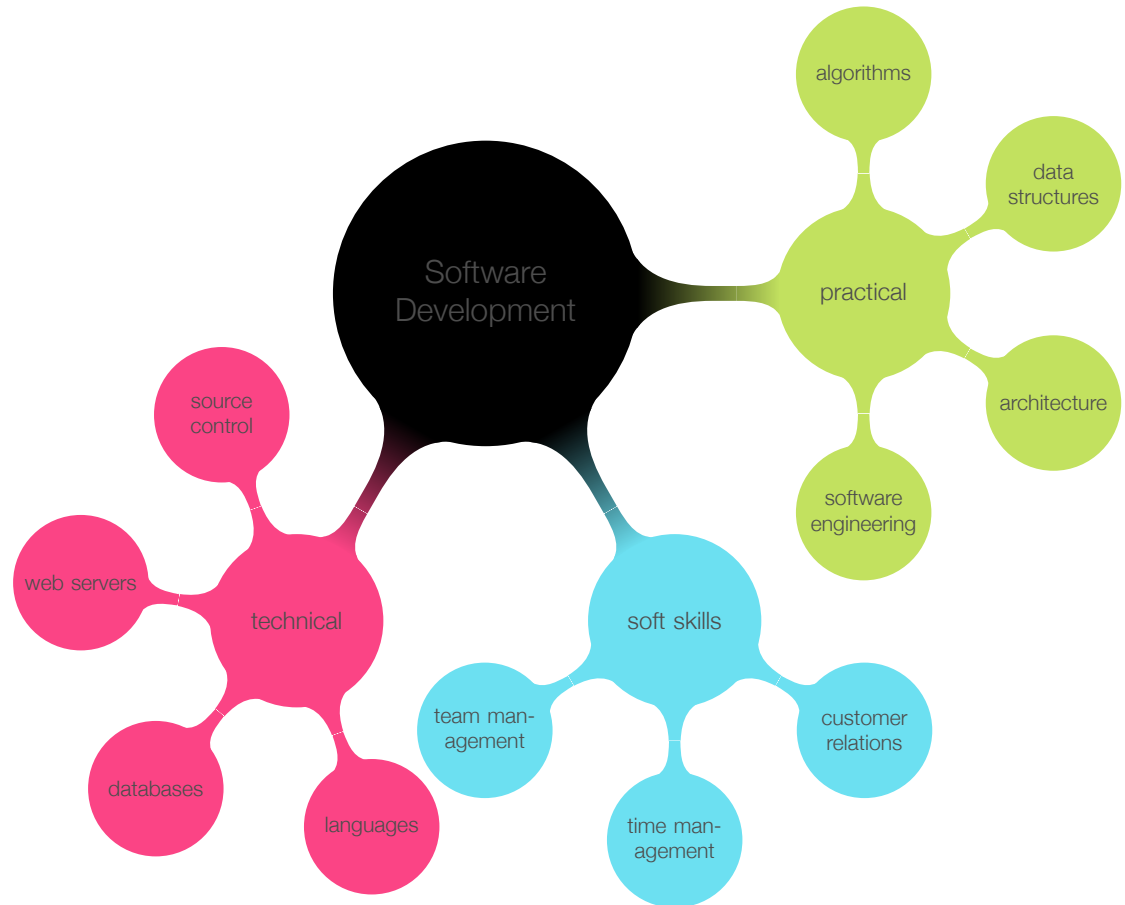 Software
Development
practical
algorithms
data
structures
architecture
software
engineering
soft skills
customer
relations
time man-
agement
team man-
agement
technical
languages
databases
web servers
source
control